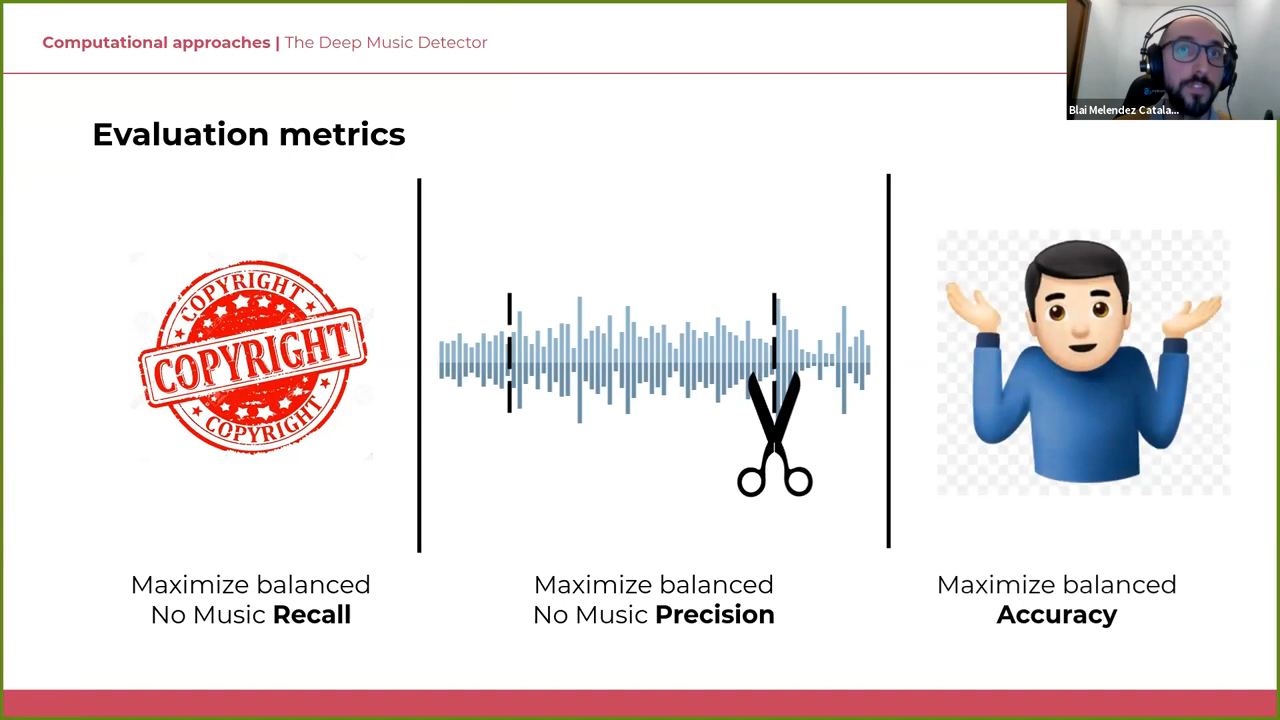 Computational approaches | The Deep Music Detector
Blai Melendez Catala...
Evaluation metrics
COPYRIGHT
COPYRIGHT
COPYRIGHT
Maximize balanced
No Music Recall
Maximize balanced
No Music Precision
Maximize balanced
Accuracy